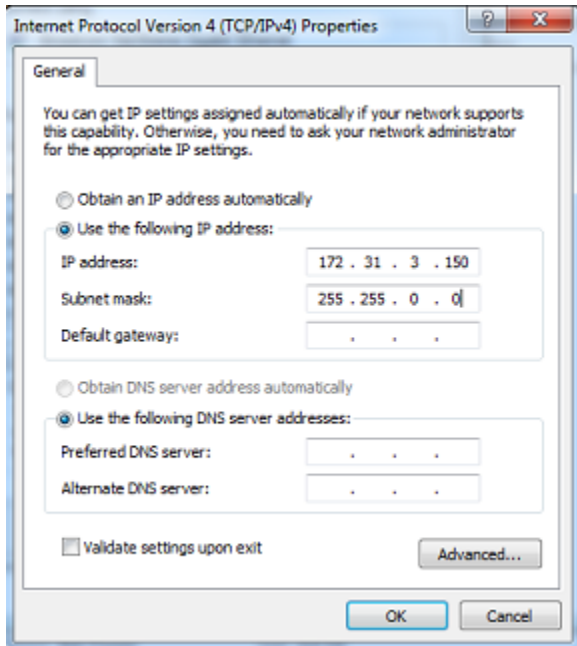 Internet Protocol Version 4 (TCP/IPv4) Properties
General
You can get IP settings assigned automatically if your network supports
this capability. Otherwise, you need to ask your network administrator
for the appropriate IP settings.
Obtain an IP address automatically
Use the following IP address:
IP address: 172 . 31 . 3 . 150
Subnet mask: 255 . 255 . 0 . 0
Default gateway: . . .
Obtain DNS server address automatically
Use the following DNS server addresses:
Preferred DNS server: . . .
Alternate DNS server: . . .
Validate settings upon exit
Advanced...
OK Cancel